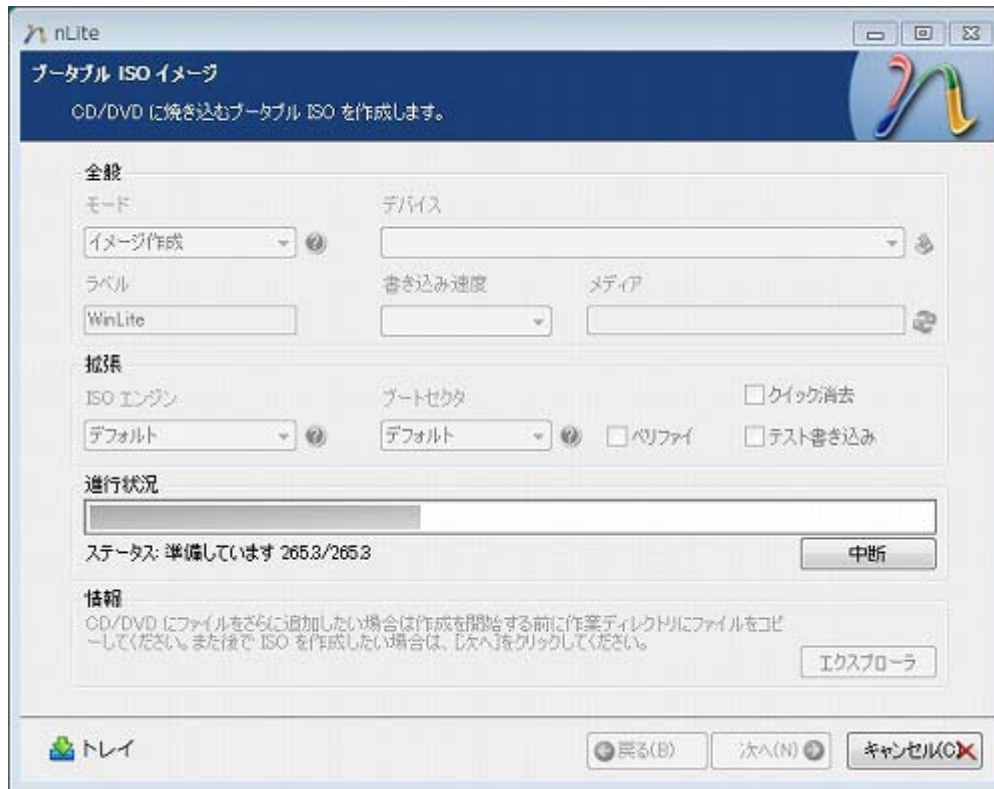 nLite
ブータブル ISO イメージ
CD/DVD に焼き込むブータブル ISO を作成します。
全般
モード
デバイス
イメージ作成
ラベル
書き込み速度
メディア
WinLite
拡張
ISO エンジン
ブートセクタ
クイック消去
デフォルト
デフォルト
ベリファイ
テスト書き込み
進行状況
ステータス: 準備しています 2653/2653
中断
情報
CD/DVD にファイルをさらに追加したい場合は作成を開始する前に作業ディレクトリにファイルをコピ
ーしてください。また後で ISO を作成したい場合は、[次へ]をクリックしてください。
エクスプローラ
トレイ
戻る(B)
次へ(N)
キャンセル(C)